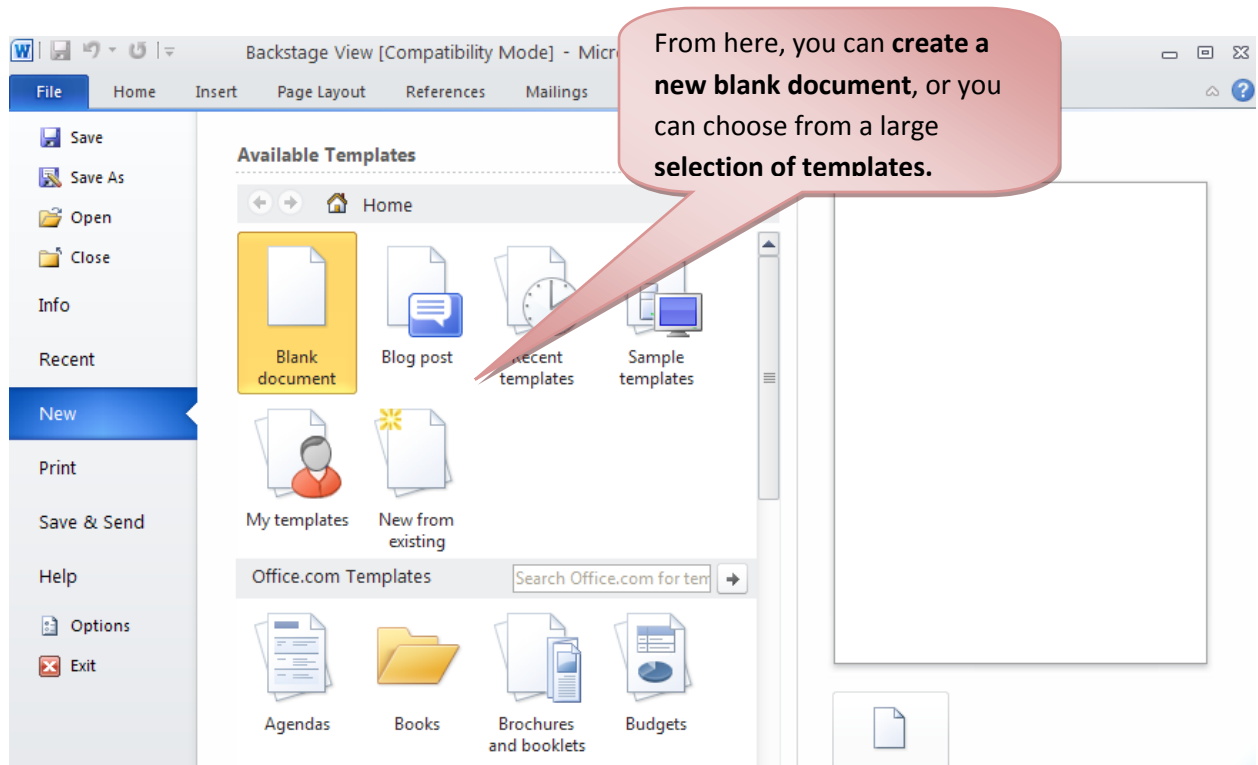 Backstage View [Compatibility Mode] - Micr
From here, you can create a
new blank document, or you
can choose from a large
selection of templates.
File Home Insert Page Layout References Mailings
Save
Save As
Open
Close
Info
Recent
New
Print
Save & Send
Help
Options
Exit
Available Templates
Home
Blank
document
Blog post
Recent
templates
Sample
templates
My templates
New from
existing
Office.com Templates
Search Office.com for tem
Agendas
Books
Brochures
and booklets
Budgets